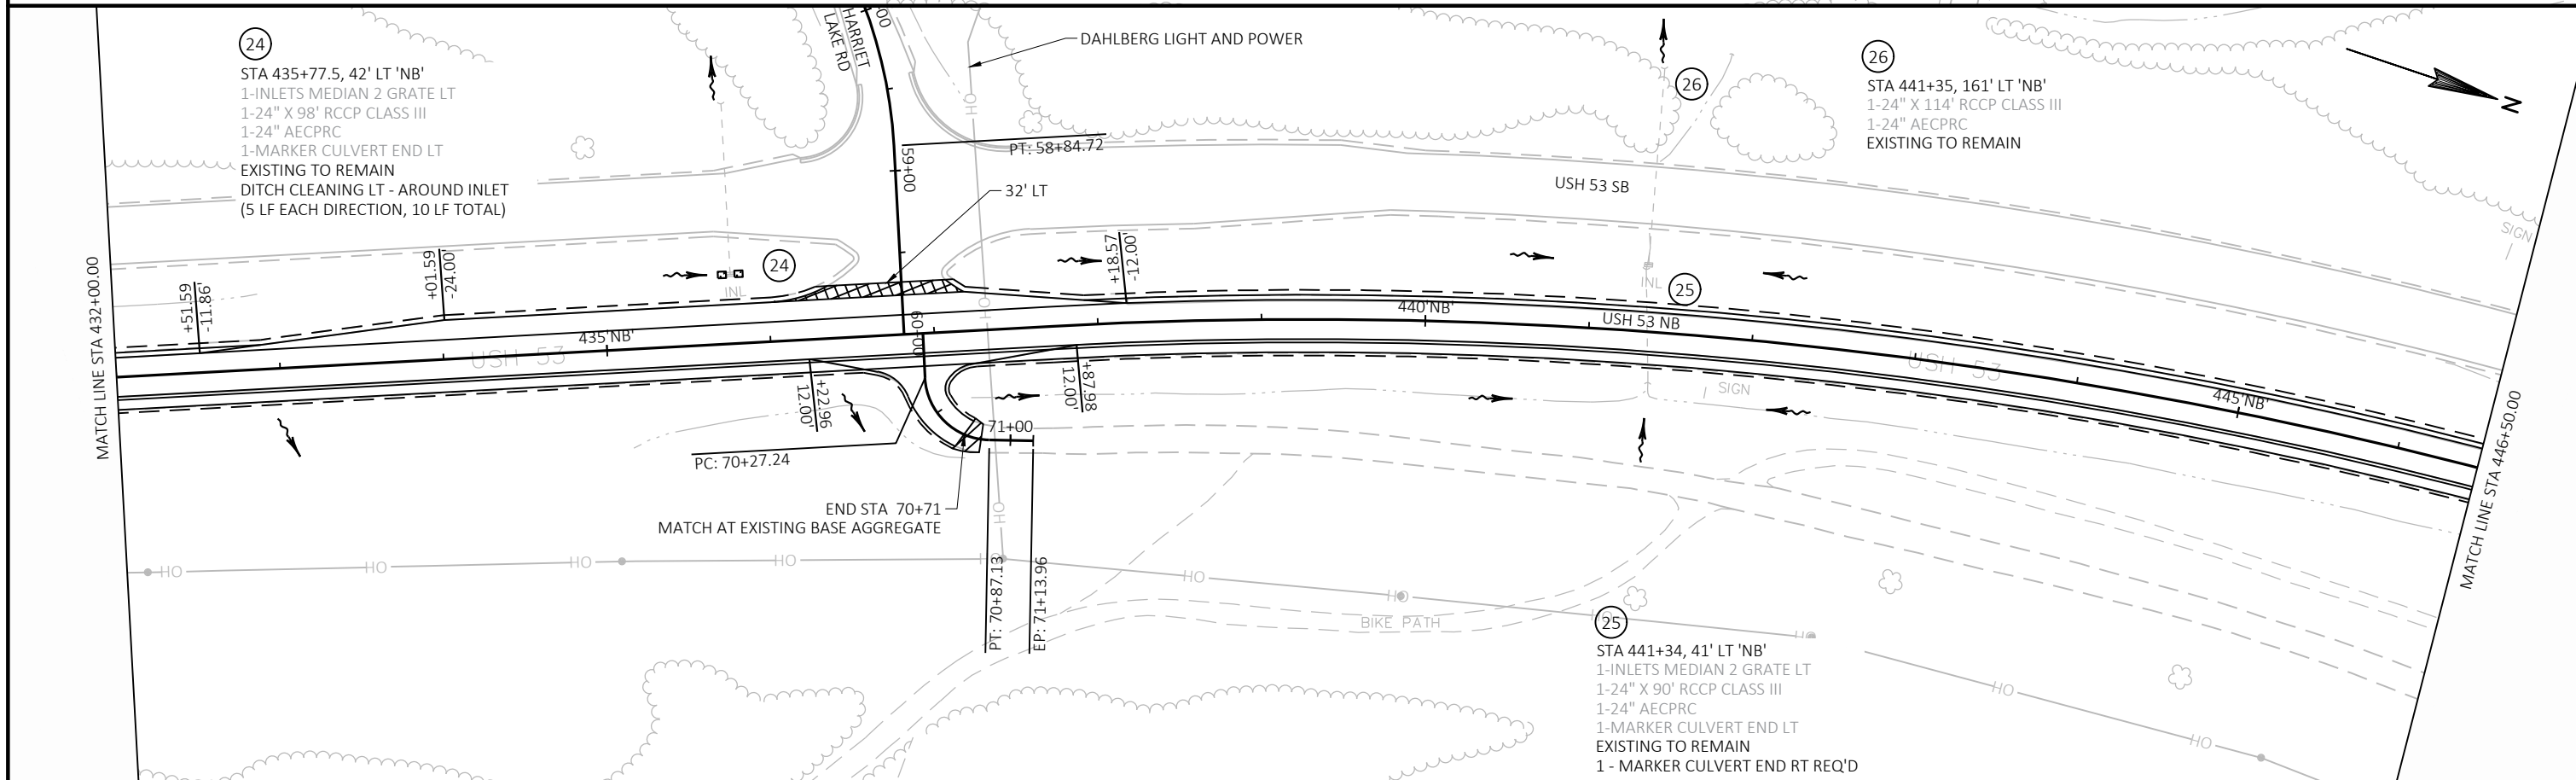 24
STA 435+77.5, 42' LT 'NB'
1-INLETS MEDIAN 2 GRATE LT
1-24" X 98' RCCP CLASS III
1-24" AECPRC
1-MARKER CULVERT END LT
EXISTING TO REMAIN
DITCH CLEANING LT - AROUND INLET
(5 LF EACH DIRECTION, 10 LF TOTAL)
HARRIET
LAKE RD
00
DAHLBERG LIGHT AND POWER
OH
26
26
STA 441+35, 161' LT 'NB'
1-24" X 114' RCCP CLASS III
1-24" AECPRC
EXISTING TO REMAIN
N
PT: 58+84.72
59+00
32' LT
USH 53 SB
SIGN
MATCH LINE STA 432+00.00
+51.59
-11.86'
+01.59
-24.00'
24
INL
OH
+18.57
-12.00'
INL
25
435'NB'
USH 53
60+00
440'NB'
USH 53 NB
USH 53
445'NB'
SIGN
+22.96
12.00'
+87.98
12.00'
71+00
PC: 70+27.24
END STA  70+71
MATCH AT EXISTING BASE AGGREGATE
OH
PT: 70+87.13
EP: 71+13.96
MATCH LINE STA 446+50.00
HO
HO
HO
HO
HO
HO
HO
HO
HO
HO
HO
BIKE PATH
25
STA 441+34, 41' LT 'NB'
1-INLETS MEDIAN 2 GRATE LT
1-24" X 90' RCCP CLASS III
1-24" AECPRC
1-MARKER CULVERT END LT
EXISTING TO REMAIN
1 - MARKER CULVERT END RT REQ'D